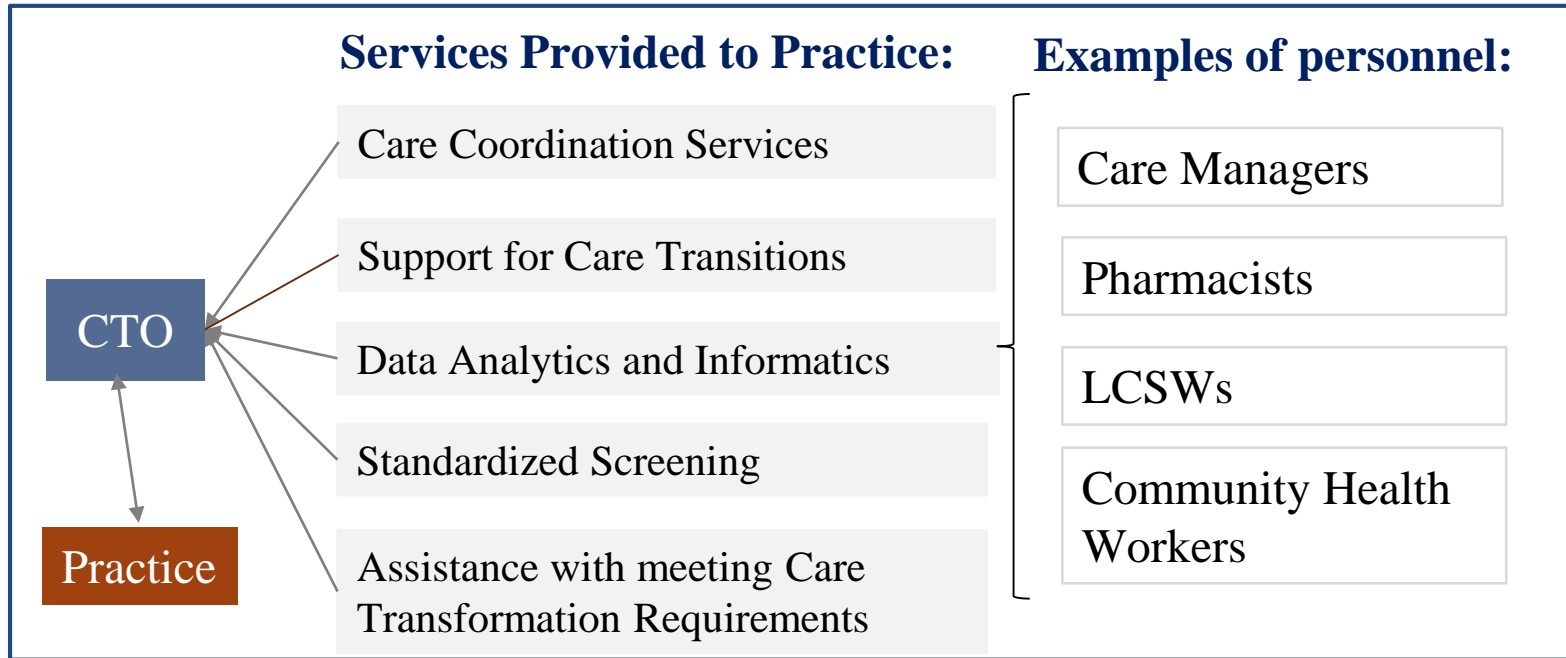 Services Provided to Practice:
Examples of personnel:
Care Coordination Services
Support for Care Transitions
Data Analytics and Informatics
Standardized Screening
Assistance with meeting Care
Transformation Requirements
CTO
Practice
Care Managers
Pharmacists
LCSWs
Community Health
Workers